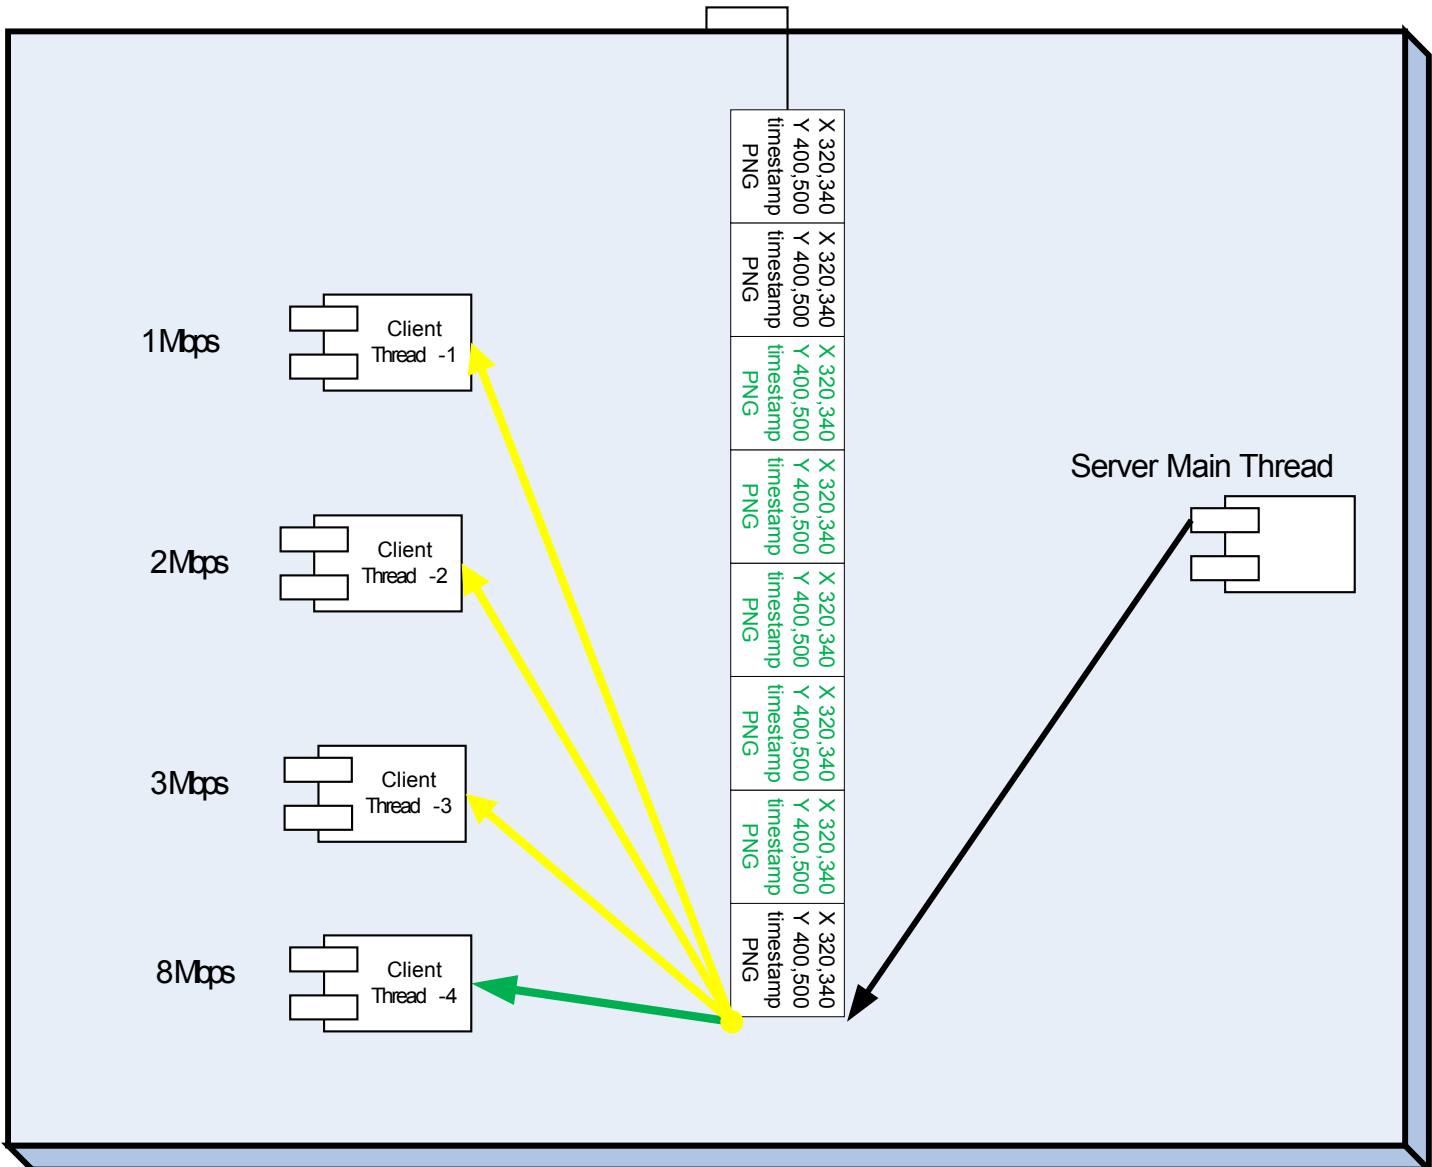 1Mbps
Client
Thread -1
2Mbps
Client
Thread -2
3Mbps
Client
Thread -3
8Mbps
Client
Thread -4
X 320,340
Y 400,500
timestamp
PNG
X 320,340
Y 400,500
timestamp
PNG
X 320,340
Y 400,500
timestamp
PNG
X 320,340
Y 400,500
timestamp
PNG
X 320,340
Y 400,500
timestamp
PNG
X 320,340
Y 400,500
timestamp
PNG
X 320,340
Y 400,500
timestamp
PNG
X 320,340
Y 400,500
timestamp
PNG
Server Main Thread